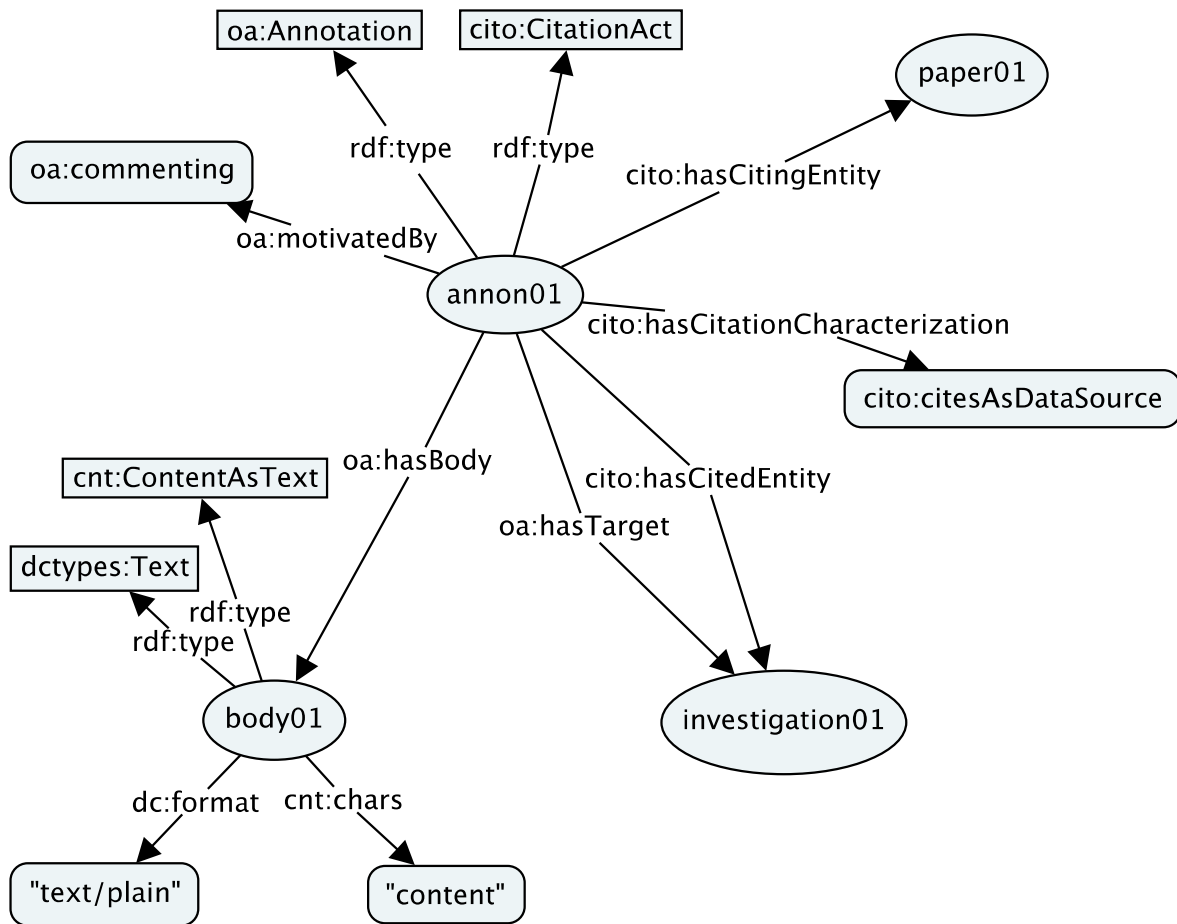 oa:Annotation
cito:CitationAct
paper01
rdf:type
rdf:type
oa:commenting
cito:hasCitingEntity
oa:motivatedBy
annon01
cito:hasCitationCharacterization
cito:citesAsDataSource
oa:hasBody
cnt:ContentAsText
cito:hasCitedEntity
oa:hasTarget
dctypes:Text
rdf:type
rdf:type
body01
investigation01
dc:format
cnt:chars
"text/plain"
"content"